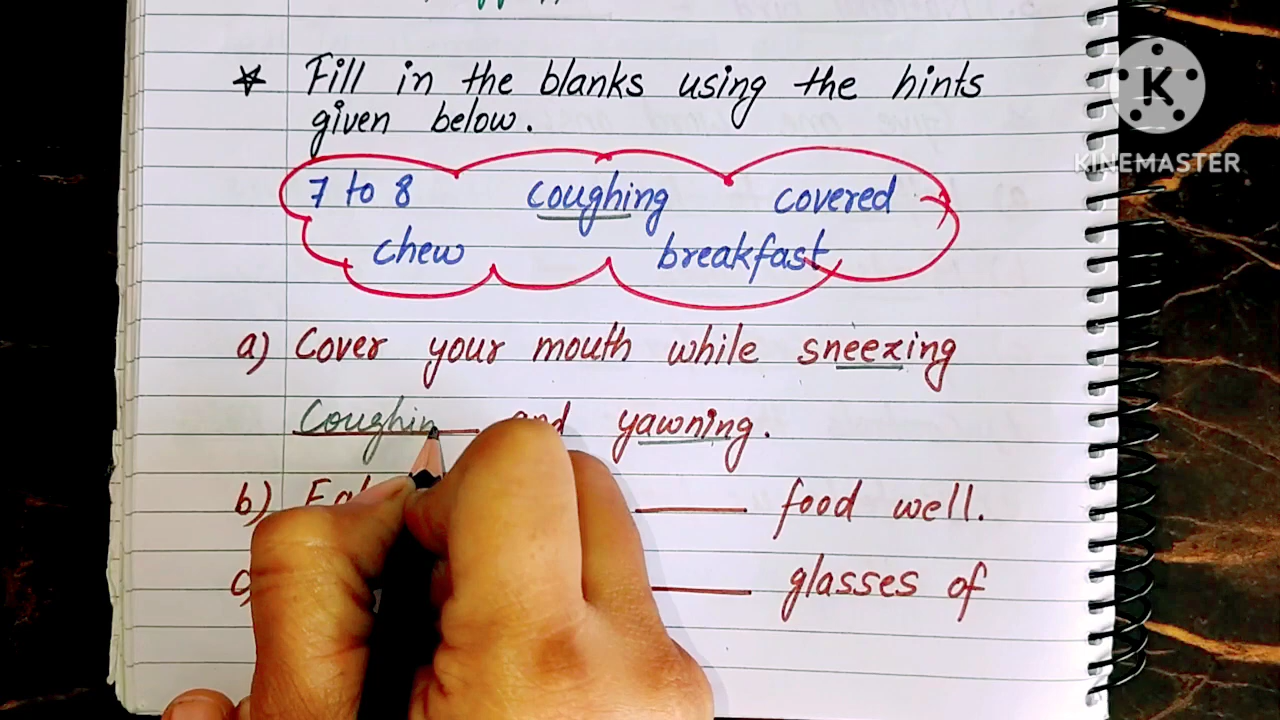 ★ Fill in the blanks using the hints
given below.
7 to 8 coughing covered
chew breakfast
a) Cover your mouth while sneezing
Coughin and yawning.
b) food well.
glasses of
K
KINEMASTER